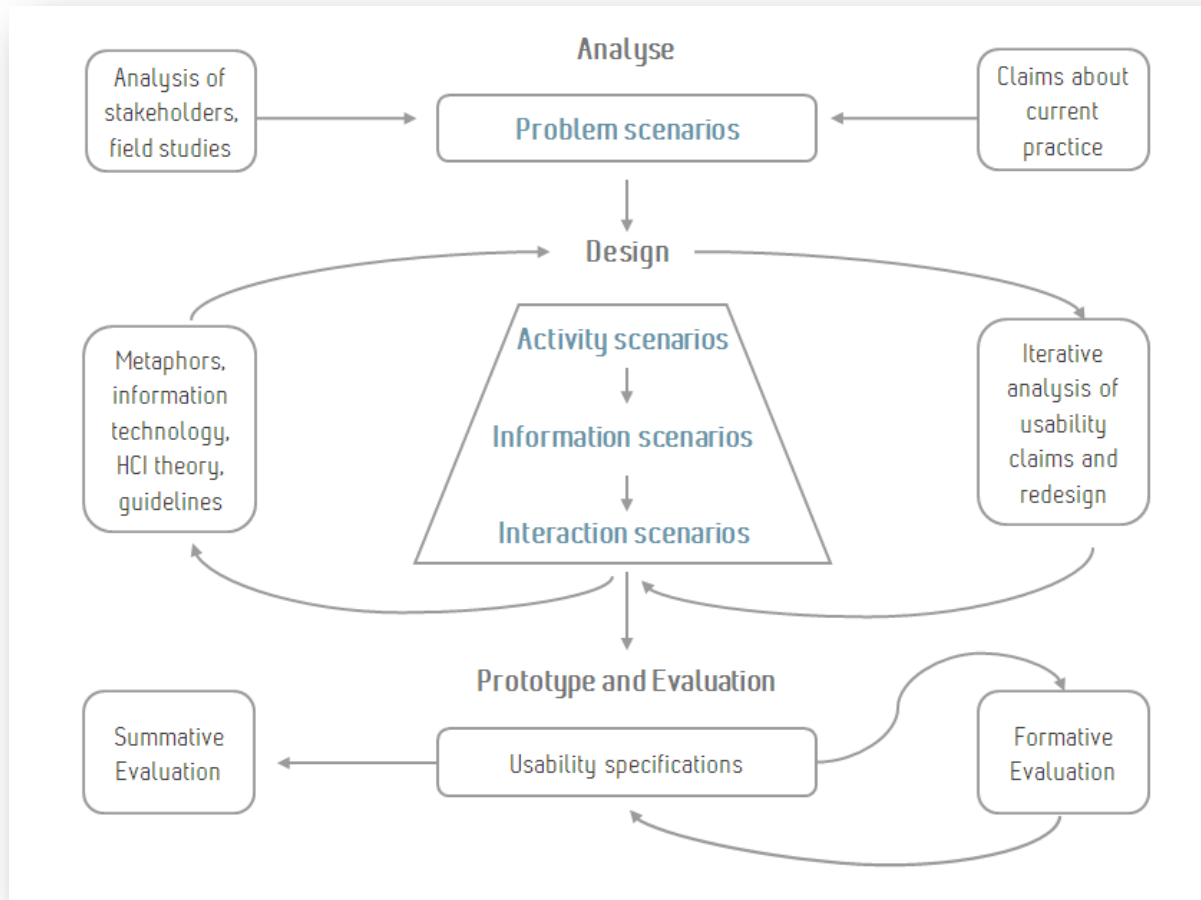 Analyse
Analysis of
stakeholders,
field studies
Problem scenarios
Claims about
current
practice
Design
Metaphors,
information
technology,
HCI theory,
guidelines
Activity scenarios
Information scenarios
Interaction scenarios
Iterative
analysis of
usability
claims and
redesign
Prototype and Evaluation
Summative
Evaluation
Usability specifications
Formative
Evaluation